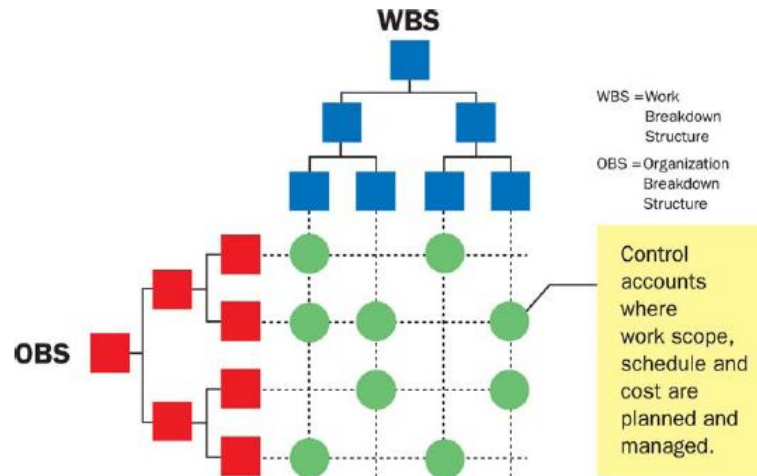 WBS
WBS =Work
Breakdown
Structure
OBS =Organization
Breakdown
Structure
Control
accounts
where
work scope,
schedule and
cost are
planned and
managed.
OBS